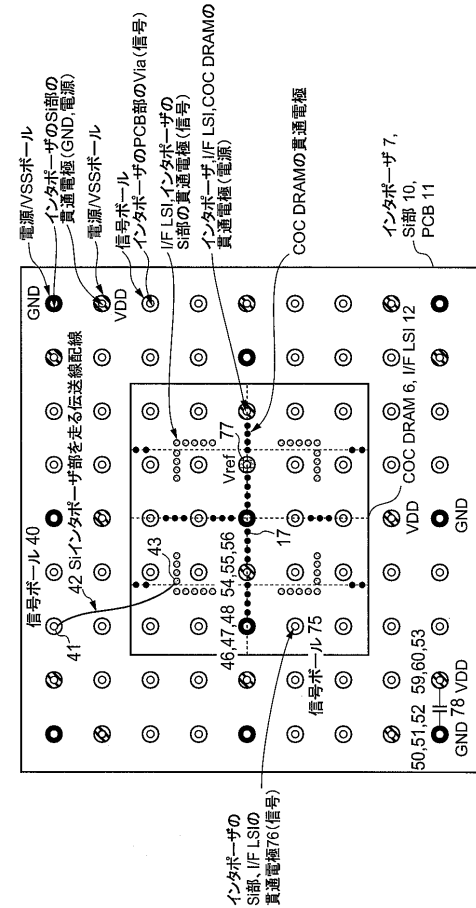 電源/VSSボール
インタポーザのSi部の
貫通電極(GND,電源)
電源/VSSボール
信号ボール
インタポーザのPCB部のVia(信号)
I/F LSI,インタポーザの
Si部の貫通電極(信号)
インタポーザ,I/F LSI,COC DRAMの
貫通電極(電源)
COC DRAMの貫通電極
インタポーザ 7,
Si部 10,
PCB 11
GND
VDD
信号ボール 40
42 Siインタポーザ部を走る伝送線配線
41
43
Vref
77
46,47,48
54,55,56
17
信号ボール 75
COC DRAM 6, I/F LSI 12
VDD
GND
50,51,52
59,60,53
GND
78
VDD
インタポーザの
Si部、I/F LSIの
貫通電極76(信号)